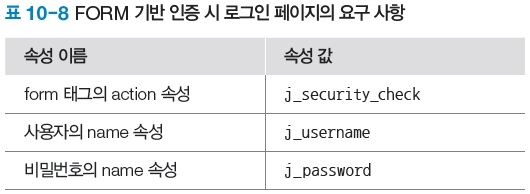 표 10-8 FORM 기반 인증 시 로그인 페이지의 요구 사항
속성 이름 속성 값
form 태그의 action 속성 j_security_check
사용자의 name 속성 j_username
비밀번호의 name 속성 j_password